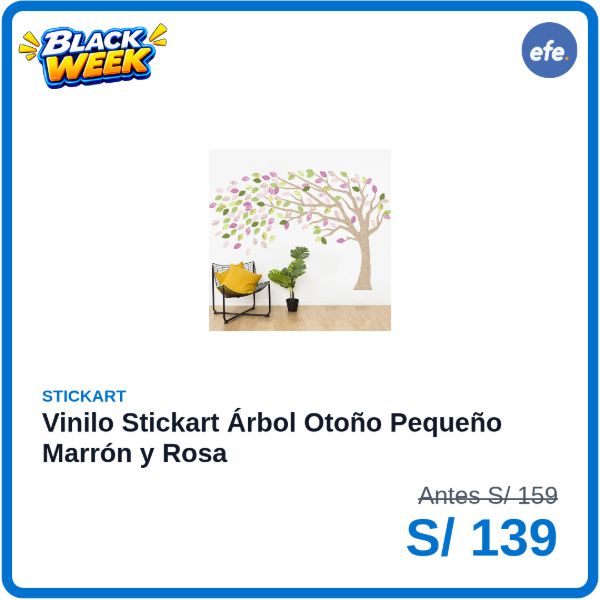 BLACK
WEEK
efe.
STICKART
Vinilo Stickart Árbol Otoño Pequeño
Marrón y Rosa
Antes S/ 159
S/ 139